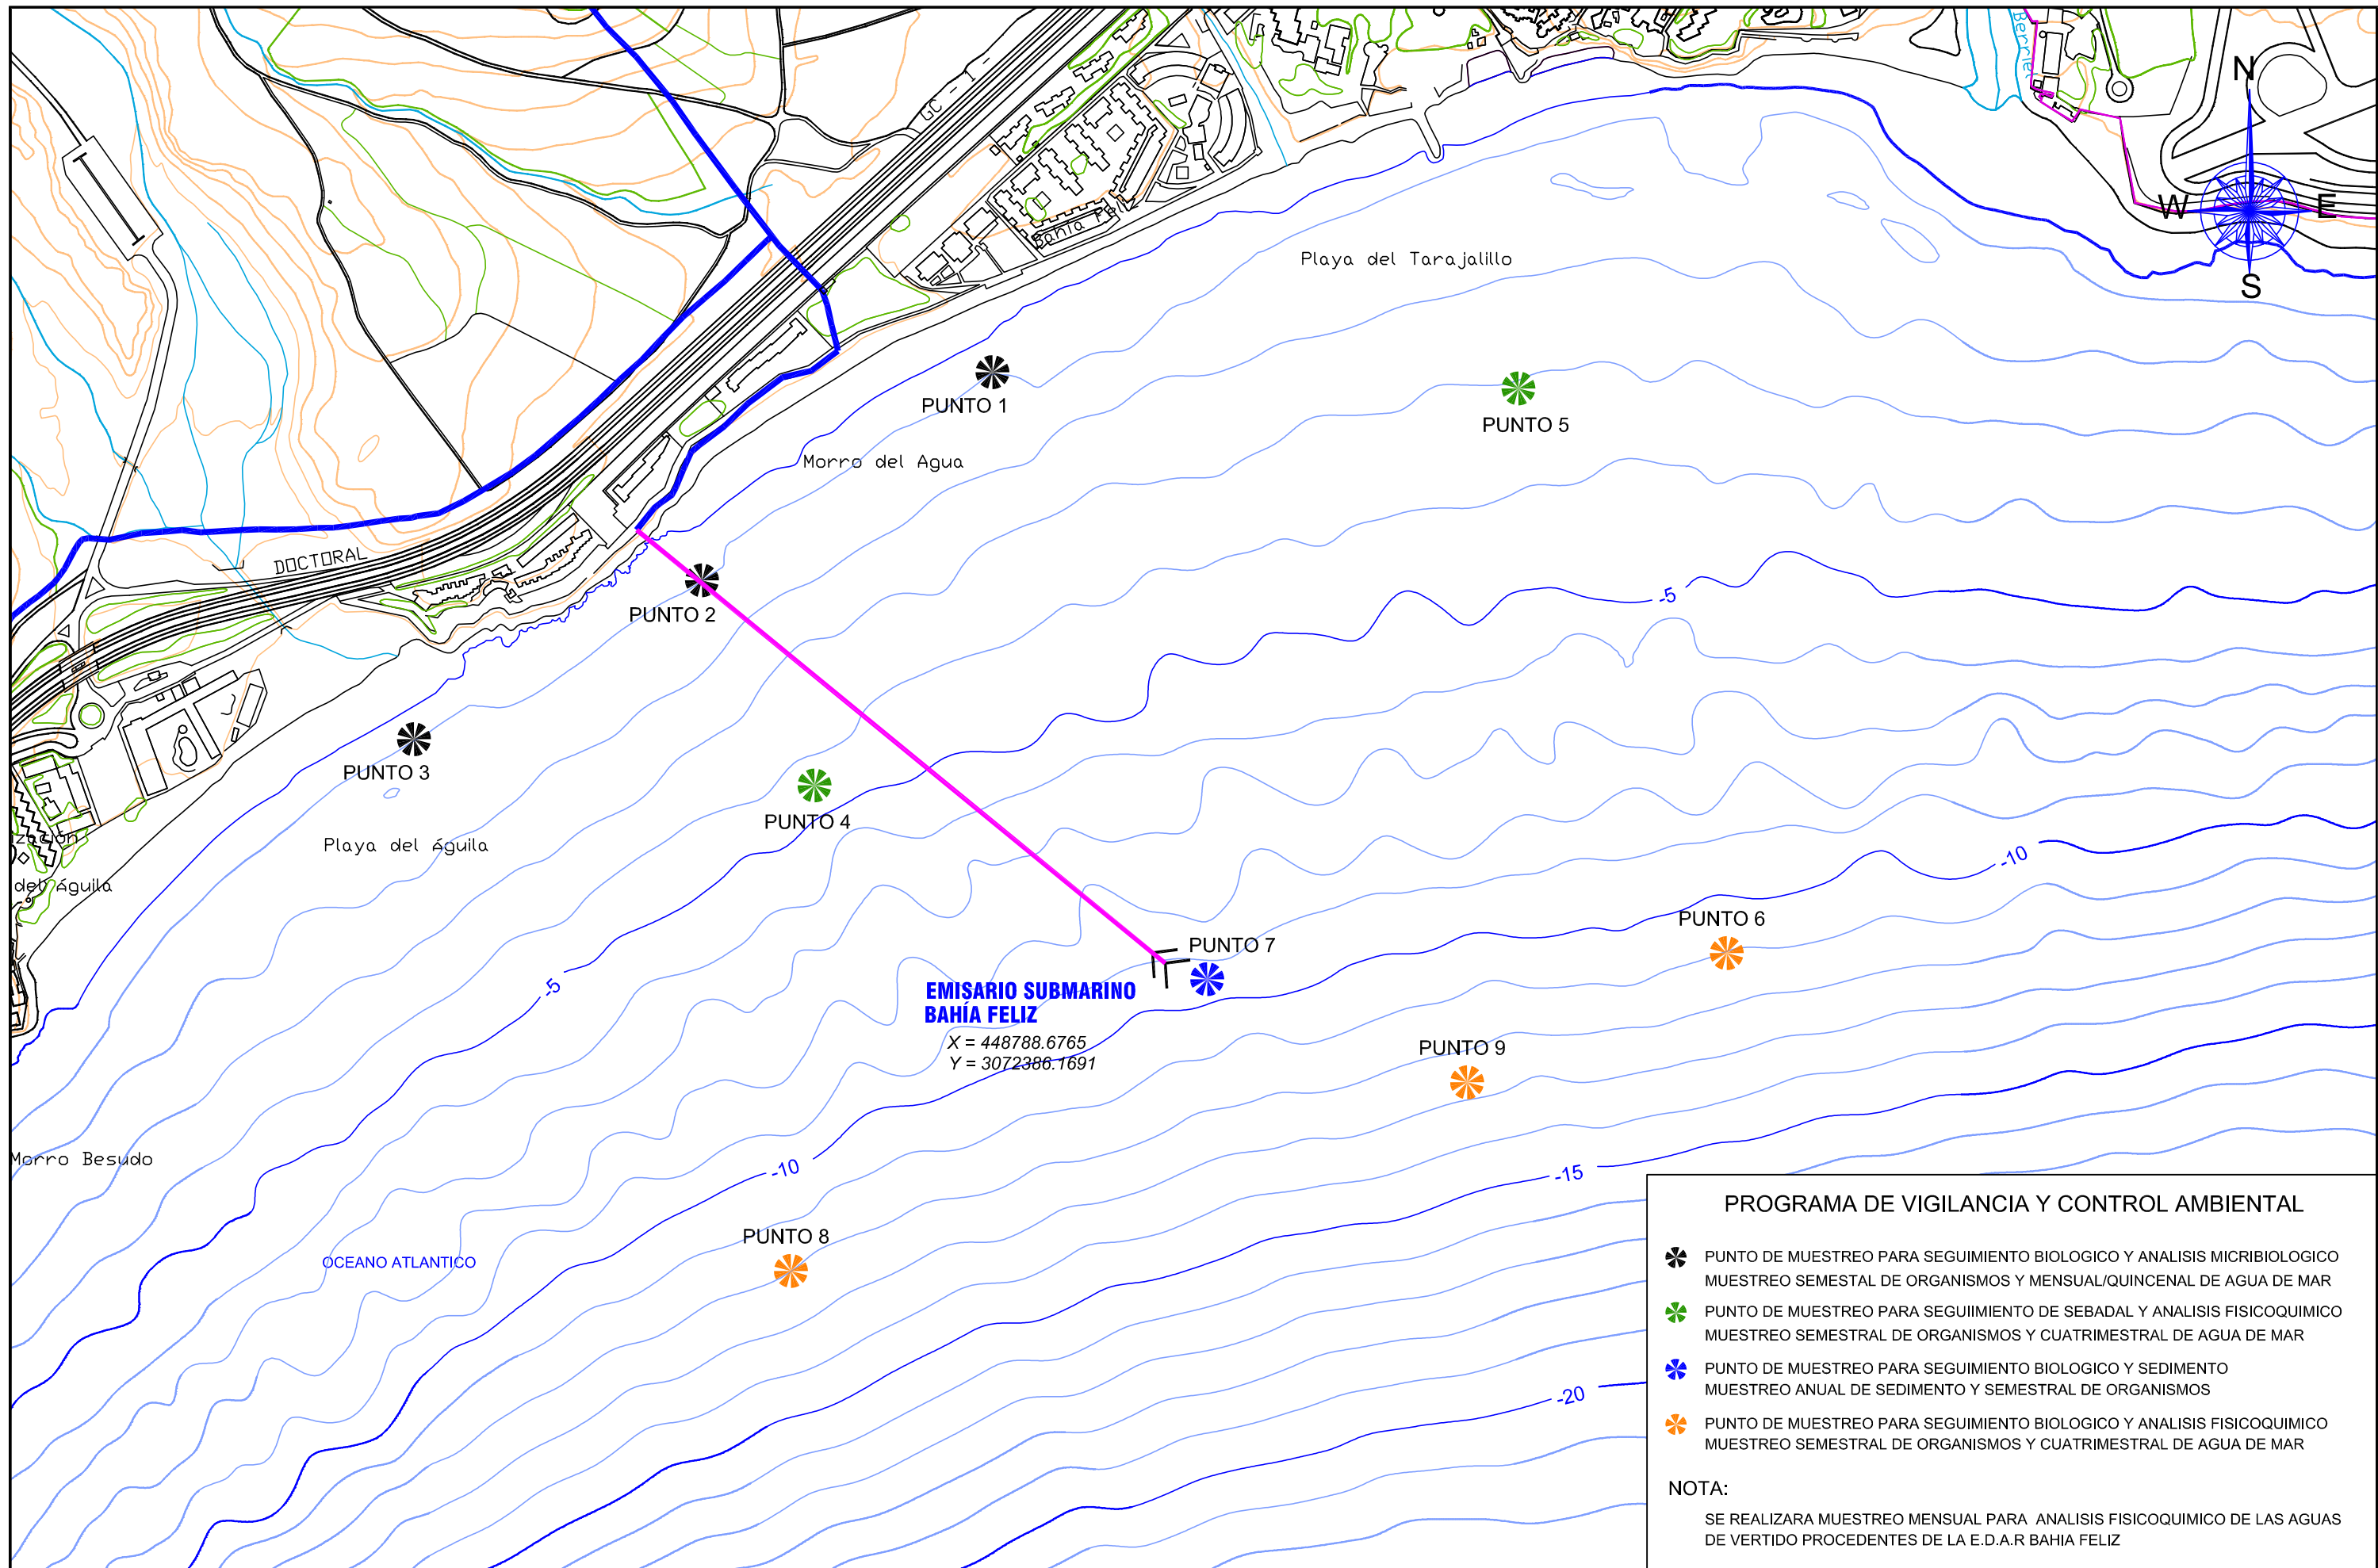 Berriel
N
GC - 1 -
W
E
Bahia Feliz
Playa del Tarajalillo
S
PUNTO 1
PUNTO 5
Morro del Agua
DOCTORAL
-5
PUNTO 2
PUNTO 3
PUNTO 4
Playa del Águila
-10
del Águila
PUNTO 6
PUNTO 7
-5
EMISARIO SUBMARINO
BAHÍA FELIZ
X = 448788.6765
Y = 3072386.1691
PUNTO 9
Morro Besudo
-10
-15
PUNTO 8
OCEANO ATLANTICO
-20
PROGRAMA DE VIGILANCIA Y CONTROL AMBIENTAL
PUNTO DE MUESTREO PARA SEGUIMIENTO BIOLOGICO Y ANALISIS MICRIBIOLOGICO
MUESTREO SEMESTAL DE ORGANISMOS Y MENSUAL/QUINCENAL DE AGUA DE MAR
PUNTO DE MUESTREO PARA SEGUIIMIENTO DE SEBADAL Y ANALISIS FISICOQUIMICO
MUESTREO SEMESTRAL DE ORGANISMOS Y CUATRIMESTRAL DE AGUA DE MAR
PUNTO DE MUESTREO PARA SEGUIMIENTO BIOLOGICO Y SEDIMENTO
MUESTREO ANUAL DE SEDIMENTO Y SEMESTRAL DE ORGANISMOS
PUNTO DE MUESTREO PARA SEGUIMIENTO BIOLOGICO Y ANALISIS FISICOQUIMICO
MUESTREO SEMESTRAL DE ORGANISMOS Y CUATRIMESTRAL DE AGUA DE MAR
NOTA:
SE REALIZARA MUESTREO MENSUAL PARA ANALISIS FISICOQUIMICO DE LAS AGUAS
DE VERTIDO PROCEDENTES DE LA E.D.A.R BAHIA FELIZ